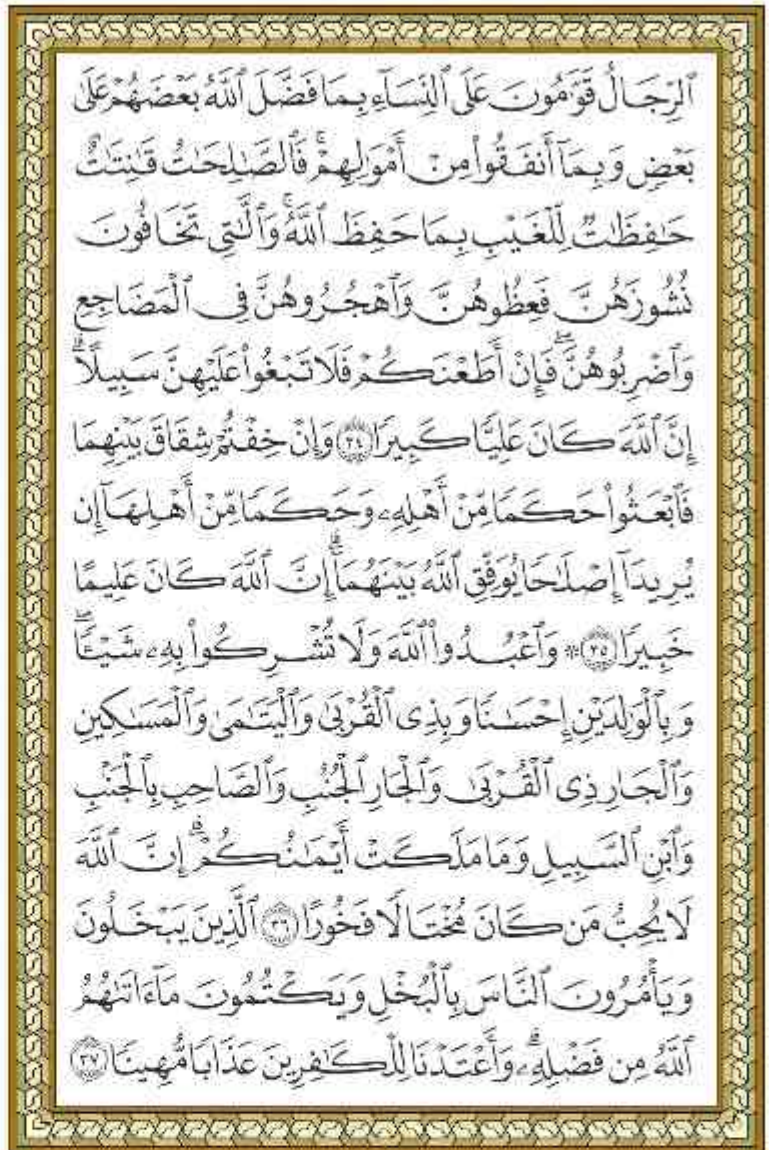 ٱلرِّجَالُ قَوَّٰمُونَ عَلَى ٱلنِّسَآءِ بِمَا فَضَّلَ ٱللَّهُ بَعْضَهُمْ عَلَىٰ
بَعْضٍ وَبِمَآ أَنفَقُوا۟ مِنْ أَمْوَٰلِهِمْ ۚ فَٱلصَّٰلِحَٰتُ قَٰنِتَٰتٌ
حَٰفِظَٰتٌ لِّلْغَيْبِ بِمَا حَفِظَ ٱللَّهُ ۚ وَٱلَّٰتِى تَخَافُونَ
نُشُوزَهُنَّ فَعِظُوهُنَّ وَٱهْجُرُوهُنَّ فِى ٱلْمَضَاجِعِ
وَٱضْرِبُوهُنَّ ۖ فَإِنْ أَطَعْنَكُمْ فَلَا تَبْغُوا۟ عَلَيْهِنَّ سَبِيلًا ۗ
إِنَّ ٱللَّهَ كَانَ عَلِيًّا كَبِيرًا ۝٣٤ وَإِنْ خِفْتُمْ شِقَاقَ بَيْنِهِمَا
فَٱبْعَثُوا۟ حَكَمًا مِّنْ أَهْلِهِۦ وَحَكَمًا مِّنْ أَهْلِهَآ إِن
يُرِيدَآ إِصْلَٰحًا يُوَفِّقِ ٱللَّهُ بَيْنَهُمَآ ۗ إِنَّ ٱللَّهَ كَانَ عَلِيمًا
خَبِيرًا ۝٣٥ ۞ وَٱعْبُدُوا۟ ٱللَّهَ وَلَا تُشْرِكُوا۟ بِهِۦ شَيْـًٔا ۖ
وَبِٱلْوَٰلِدَيْنِ إِحْسَٰنًا وَبِذِى ٱلْقُرْبَىٰ وَٱلْيَتَٰمَىٰ وَٱلْمَسَٰكِينِ
وَٱلْجَارِ ذِى ٱلْقُرْبَىٰ وَٱلْجَارِ ٱلْجُنُبِ وَٱلصَّاحِبِ بِٱلْجَنۢبِ
وَٱبْنِ ٱلسَّبِيلِ وَمَا مَلَكَتْ أَيْمَٰنُكُمْ ۗ إِنَّ ٱللَّهَ
لَا يُحِبُّ مَن كَانَ مُخْتَالًا فَخُورًا ۝٣٦ ٱلَّذِينَ يَبْخَلُونَ
وَيَأْمُرُونَ ٱلنَّاسَ بِٱلْبُخْلِ وَيَكْتُمُونَ مَآ ءَاتَىٰهُمُ
ٱللَّهُ مِن فَضْلِهِۦ ۗ وَأَعْتَدْنَا لِلْكَٰفِرِينَ عَذَابًا مُّهِينًا ۝٣٧